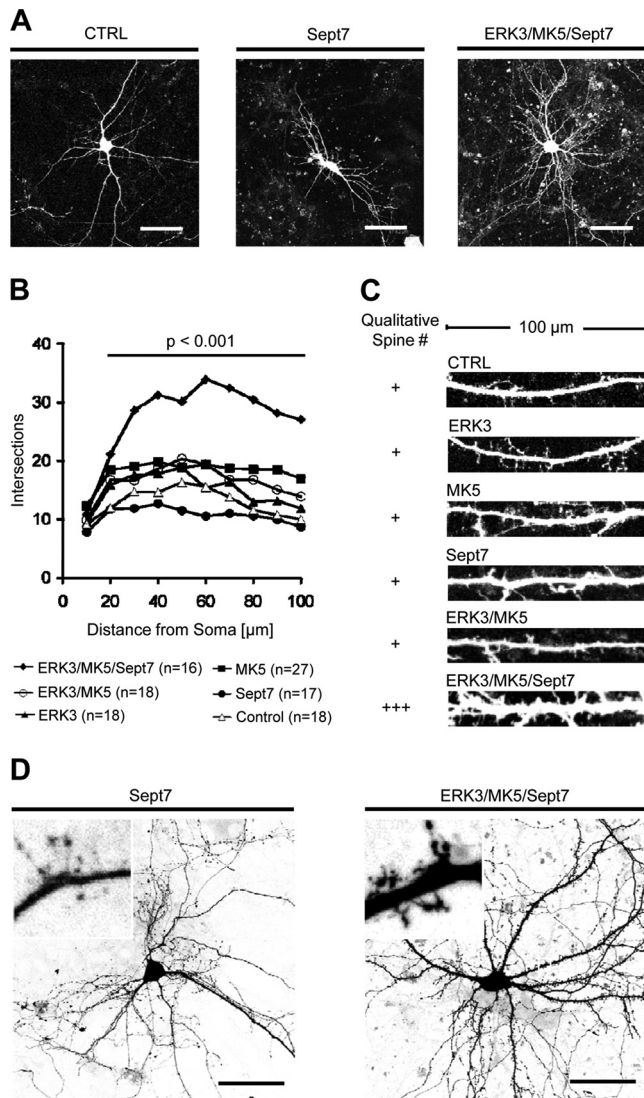 A
CTRL
Sept7
ERK3/MK5/Sept7
B
p < 0.001
40
30
20
10
0
Intersections
0 20 40 60 80 100
Distance from Soma [µm]
ERK3/MK5/Sept7 (n=16)
MK5 (n=27)
ERK3/MK5 (n=18)
Sept7 (n=17)
ERK3 (n=18)
Control (n=18)
C
Qualitative
Spine #
100 µm
CTRL
+
ERK3
+
MK5
+
Sept7
+
ERK3/MK5
+
ERK3/MK5/Sept7
+++
D
Sept7
ERK3/MK5/Sept7